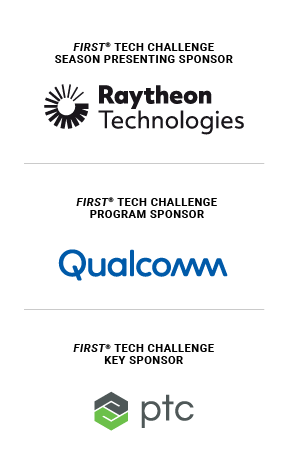 FIRST® TECH CHALLENGE
SEASON PRESENTING SPONSOR
Raytheon
Technologies
FIRST® TECH CHALLENGE
PROGRAM SPONSOR
Qualcomm
FIRST® TECH CHALLENGE
KEY SPONSOR
ptc